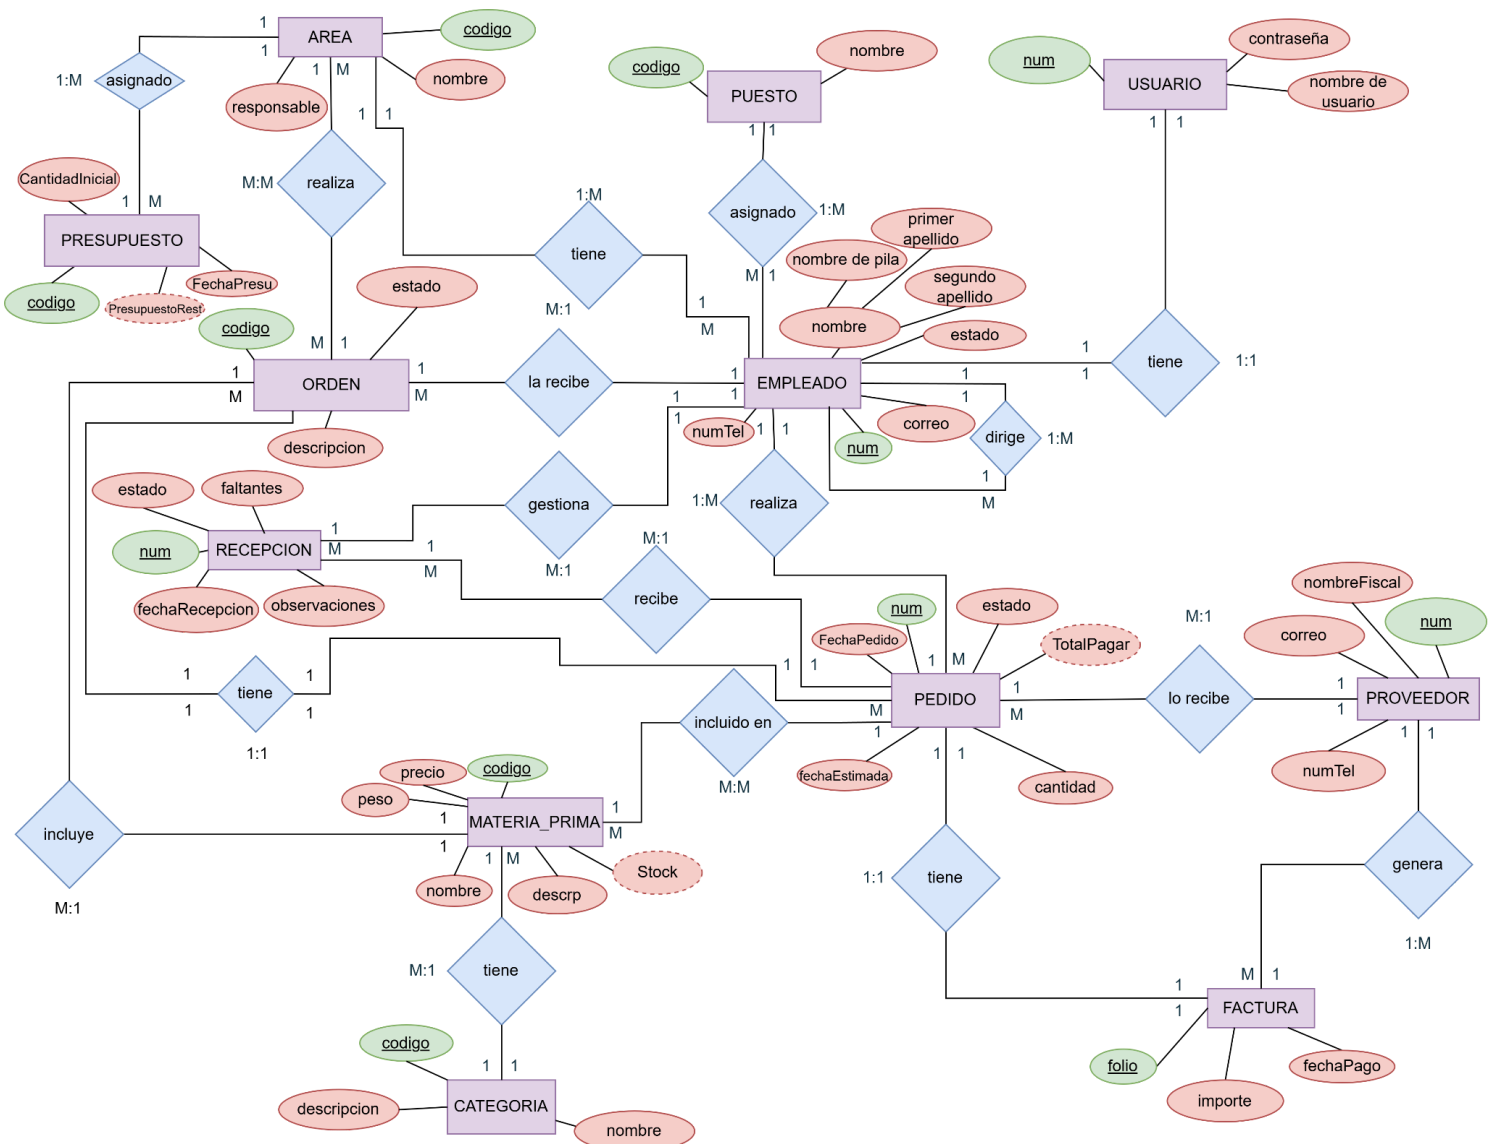 1
AREA
1
codigo
1:M
asignado
1
M
nombre
responsable
1
1
M:M
realiza
CantidadInicial
1
M
PRESUPUESTO
FechaPresu
codigo
PresupuestoRest
codigo
estado
M
1
PUESTO
codigo
nombre
1
1
asignado
1:M
M
1
USUARIO
num
contraseña
nombre de
usuario
1
1
1:M
tiene
1
M
M:1
primer
apellido
nombre de pila
segundo
apellido
nombre
estado
1
1
tiene
1:1
1
M
ORDEN
1
M
la recibe
1
1
EMPLEADO
1
1
dirige
1:M
1
M
correo
num
numTel
1
1
1
1
descripcion
estado
faltantes
RECEPCION
num
fechaRecepcion
observaciones
1
M
gestiona
M:1
1:M
realiza
1
M
M:1
recibe
FechaPedido
num
estado
TotalPagar
1
M
1
1
PEDIDO
M
1
1
M
M:1
lo recibe
1
1
nombreFiscal
correo
num
PROVEEDOR
numTel
1
1
1
1
tiene
1
1
1:1
incluido en
M:M
fechaEstimada
cantidad
1
1
precio
codigo
peso
MATERIA_PRIMA
1
M
1
1
1
M
nombre
descrp
Stock
incluye
M:1
1:1
tiene
genera
1:M
M
1
1
1
FACTURA
folio
importe
fechaPago
M:1
tiene
1
1
codigo
CATEGORIA
descripcion
nombre